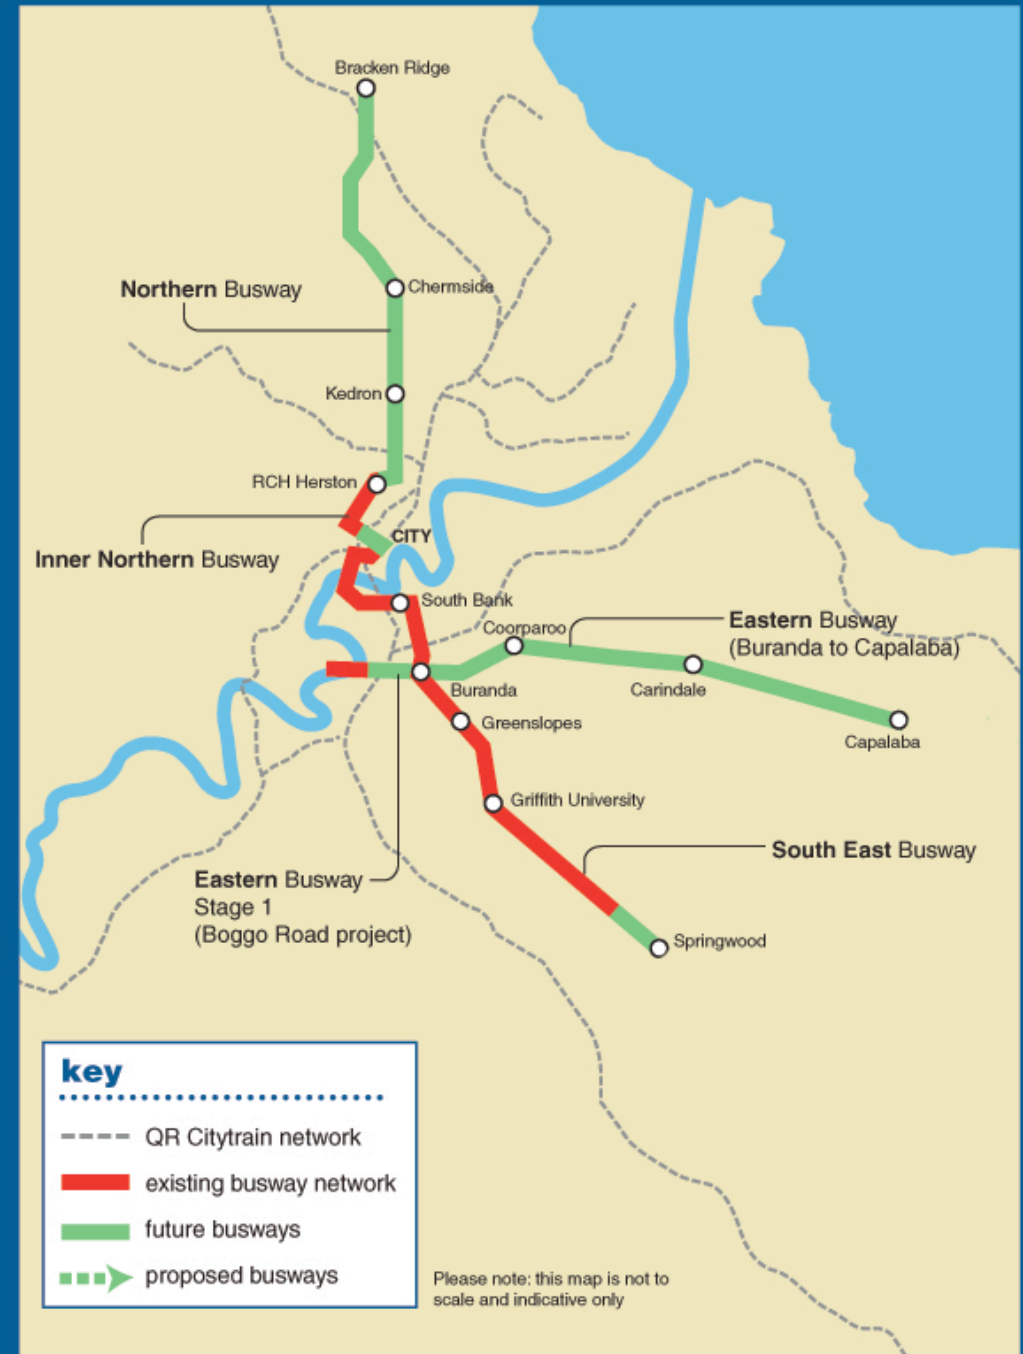 Bracken Ridge
Northern Busway
Chermside
Kedron
RCH Herston
CITY
Inner Northern Busway
South Bank
Coorparoo
Eastern Busway
(Buranda to Capalaba)
Buranda
Carindale
Greenslopes
Capalaba
Griffith University
South East Busway
Eastern Busway
Stage 1
(Boggo Road project)
Springwood
key
QR Citytrain network
existing busway network
future busways
proposed busways
Please note: this map is not to
scale and indicative only